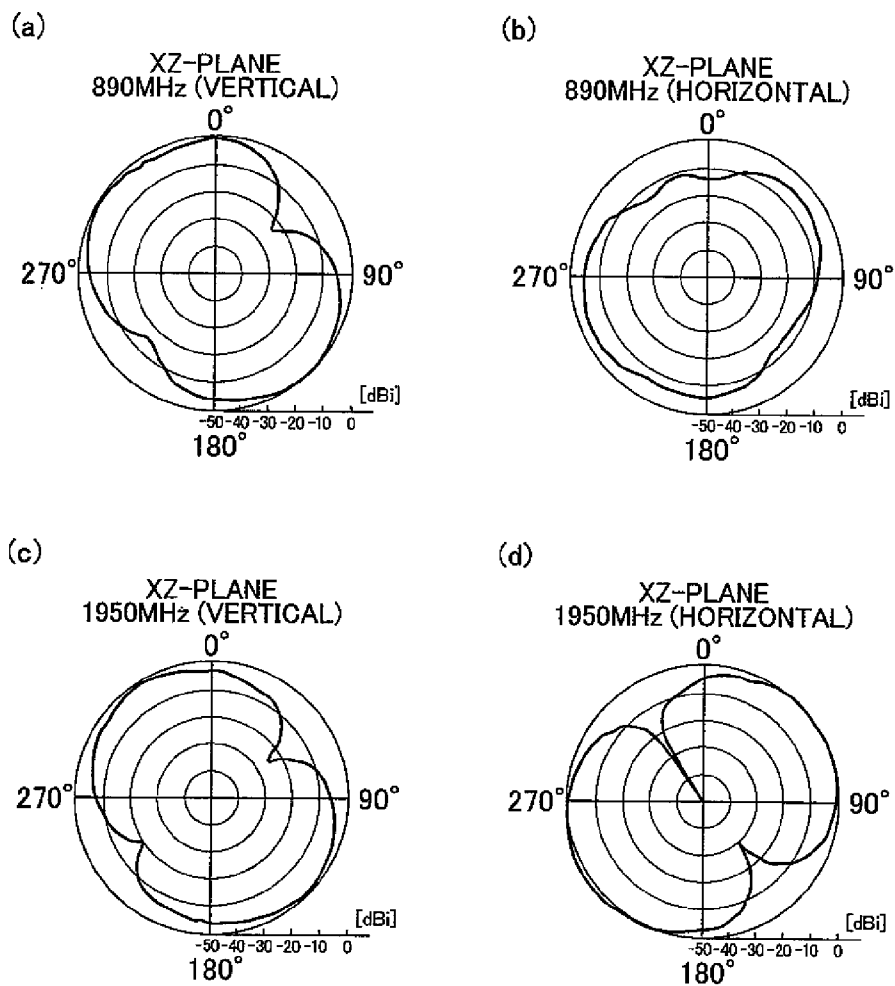 (a)
XZ-PLANE
890MHz (VERTICAL)
0°
270°
90°
[dBi]
-50 -40 -30 -20 -10 0
180°
(b)
XZ-PLANE
890MHz (HORIZONTAL)
0°
270°
90°
[dBi]
-50 -40 -30 -20 -10 0
180°
(c)
XZ-PLANE
1950MHz (VERTICAL)
0°
270°
90°
[dBi]
-50 -40 -30 -20 -10 0
180°
(d)
XZ-PLANE
1950MHz (HORIZONTAL)
0°
270°
90°
[dBi]
-50 -40 -30 -20 -10 0
180°